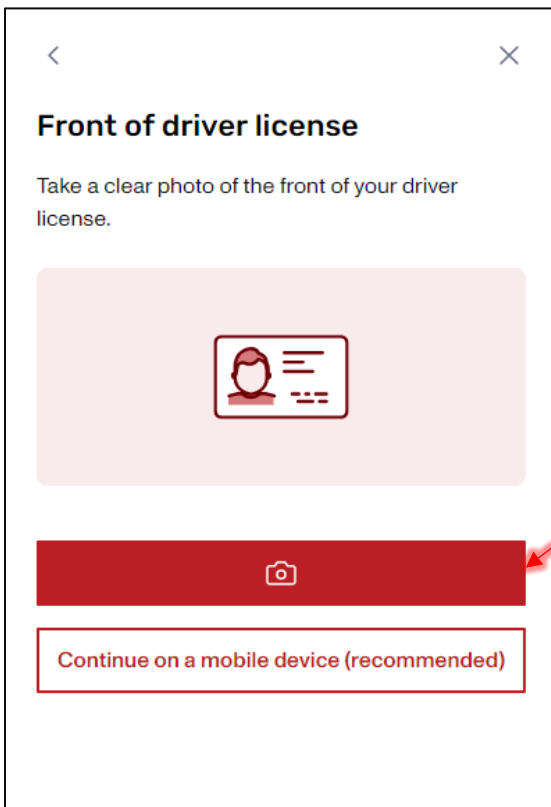 Front of driver license
Take a clear photo of the front of your driver
license.
Continue on a mobile device (recommended)